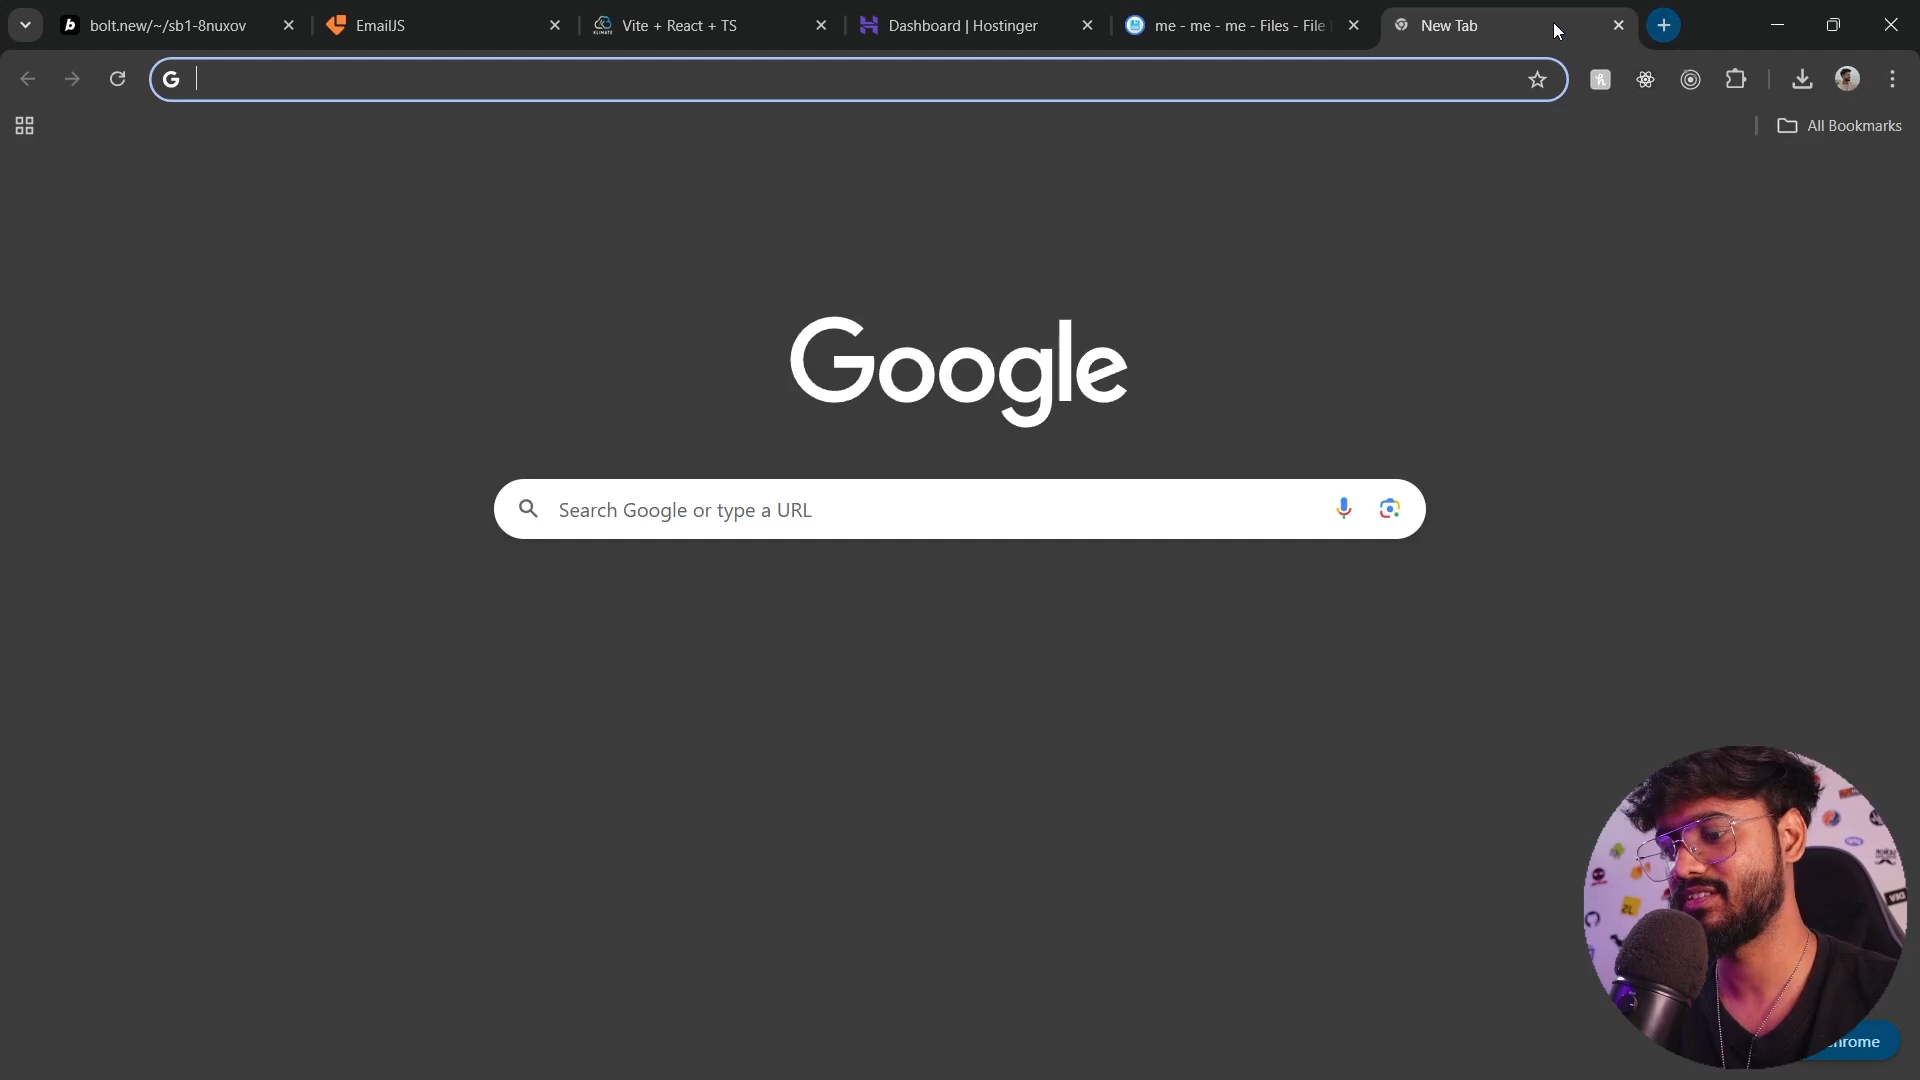 bolt.new/~/sb1-8nuxov
EmailJS
Vite + React + TS
Dashboard | Hostinger
me - me - me - Files - File
New Tab
All Bookmarks
Google
Search Google or type a URL